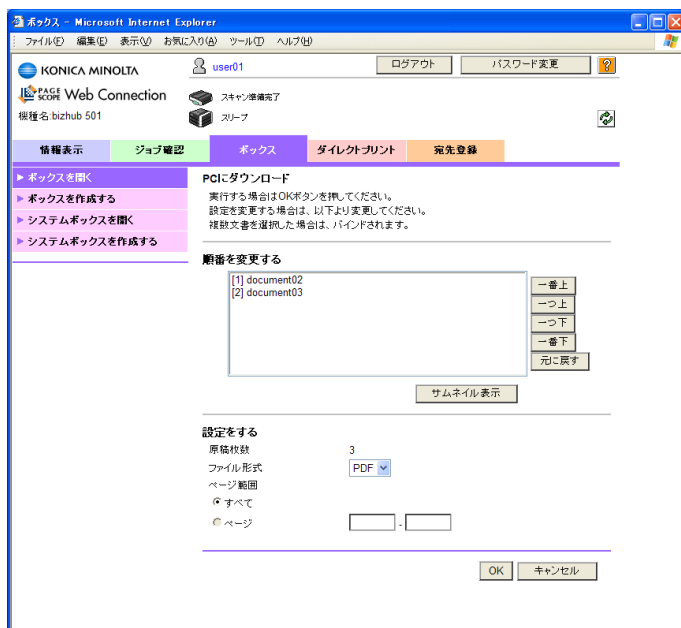 ボックス - Microsoft Internet Explorer
ファイル(F) 編集(E) 表示(V) お気に入り(A) ツール(T) ヘルプ(H)
KONICA MINOLTA
user01
ログアウト
パスワード変更
?
PAGE SCOPE Web Connection
スキャン準備完了
機種名:bizhub 501
スリープ
情報表示 ジョブ確認 ボックス ダイレクトプリント 宛先登録
ボックスを開く
ボックスを作成する
システムボックスを開く
システムボックスを作成する
PCにダウンロード
実行する場合はOKボタンを押してください。
設定を変更する場合は、以下より変更してください。
複数文書を選択した場合は、バインドされます。
順番を変更する
[1] document02
[2] document03
一番上
一つ上
一つ下
一番下
元に戻す
サムネイル表示
設定をする
原稿枚数 3
ファイル形式 PDF
ページ範囲
すべて
ページ -
OK キャンセル